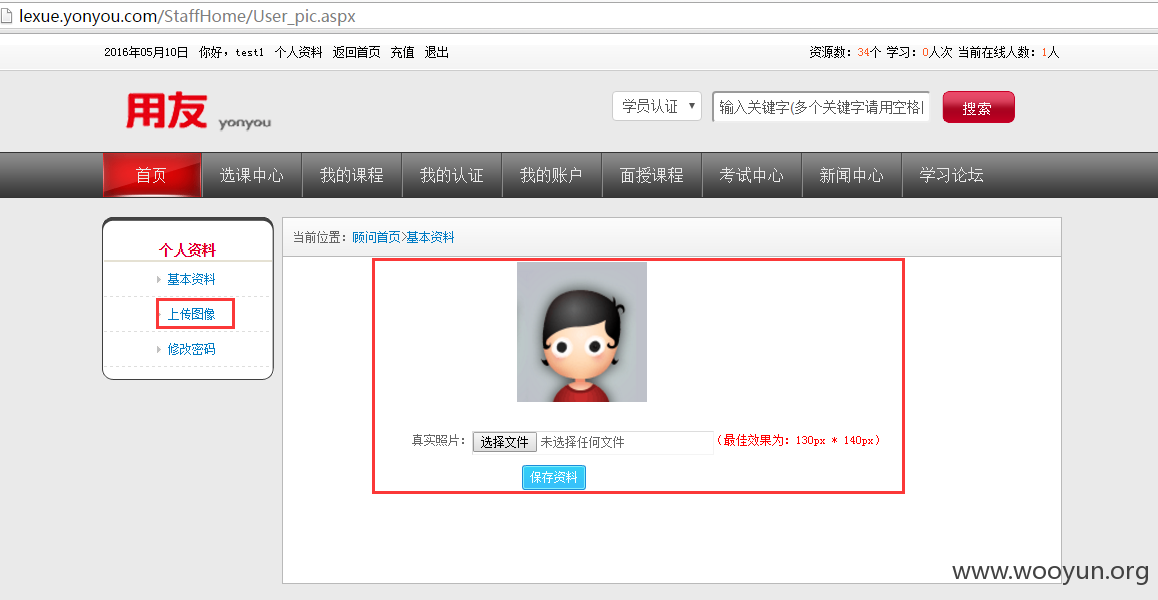 lexue.yonyou.com/StaffHome/User_pic.aspx
2016年05月10日 你好，test1 个人资料 返回首页 充值 退出 资源数：34个 学习：0人次 当前在线人数：1人
用友 yonyou 学员认证 输入关键字(多个关键字请用空格 搜索
首页 选课中心 我的课程 我的认证 我的账户 面授课程 考试中心 新闻中心 学习论坛
个人资料
基本资料
上传图像
修改密码
当前位置：顾问首页>基本资料
真实照片： 选择文件 未选择任何文件 （最佳效果为：130px * 140px）
保存资料
www.wooyun.org